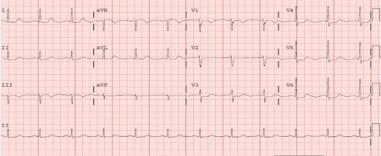 I aVR V1 V4
II aVL V2 V5
III aVF V3 V6
II